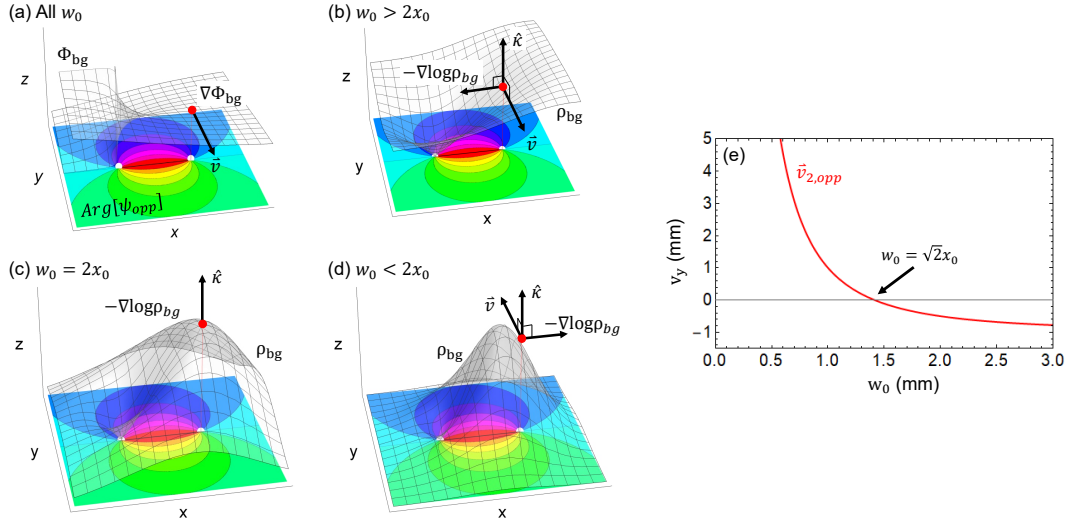 (a) All w₀
z
Φbg
∇Φbg
v⃗
y
Arg[ψopp]
x
(b) w₀ > 2x₀
z
κ̂
−∇logρbg
ρbg
v⃗
y
x
(c) w₀ = 2x₀
κ̂
−∇logρbg
z
ρbg
y
x
(d) w₀ < 2x₀
κ̂
v⃗
−∇logρbg
z
ρbg
y
x
(e)
v⃗2,opp
w₀ = √2x₀
vy (mm)
5
4
3
2
1
0
−1
0.0 0.5 1.0 1.5 2.0 2.5 3.0
w₀ (mm)